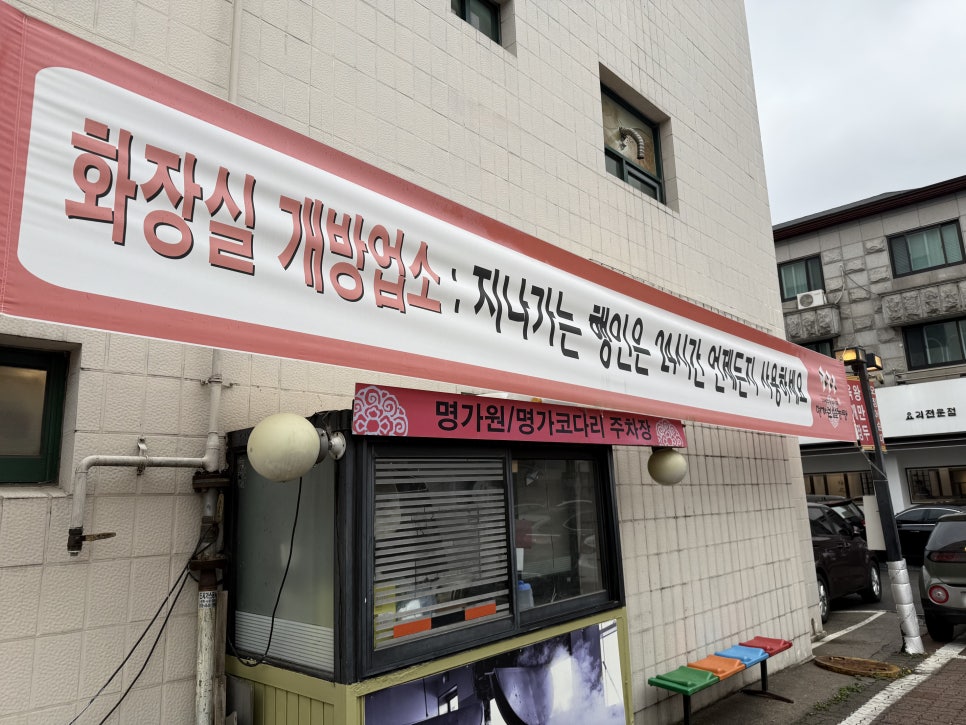 화장실 개방업소 : 지나가는 행인은 24시간 언제든지 사용하세요
명가원/명가코다리 주차장
요리전문점